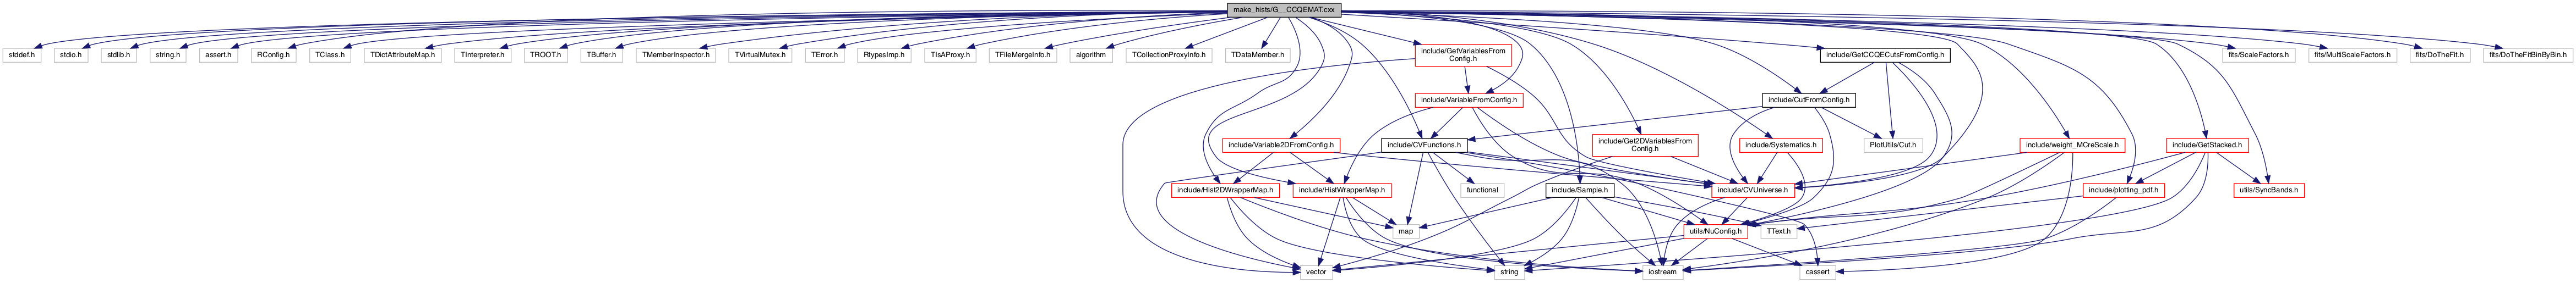 make_hists/G__CCQEMAT.cxx
stddef.h
stdio.h
stdlib.h
string.h
assert.h
RConfig.h
TClass.h
TDictAttributeMap.h
TInterpreter.h
TROOT.h
TBuffer.h
TMemberInspector.h
TVirtualMutex.h
TError.h
RtypesImp.h
TIsAProxy.h
TFileMergeInfo.h
algorithm
TCollectionProxyInfo.h
TDataMember.h
include/GetVariablesFrom
Config.h
include/GetCCQECutsFromConfig.h
fits/ScaleFactors.h
fits/MultiScaleFactors.h
fits/DoTheFit.h
fits/DoTheFitBinByBin.h
include/VariableFromConfig.h
include/CutFromConfig.h
include/Variable2DFromConfig.h
include/CVFunctions.h
include/Get2DVariablesFrom
Config.h
include/Systematics.h
PlotUtils/Cut.h
include/weight_MCreScale.h
include/GetStacked.h
include/Hist2DWrapperMap.h
include/HistWrapperMap.h
functional
include/Sample.h
include/CVUniverse.h
include/plotting_pdf.h
utils/SyncBands.h
map
utils/NuConfig.h
TText.h
vector
string
iostream
cassert